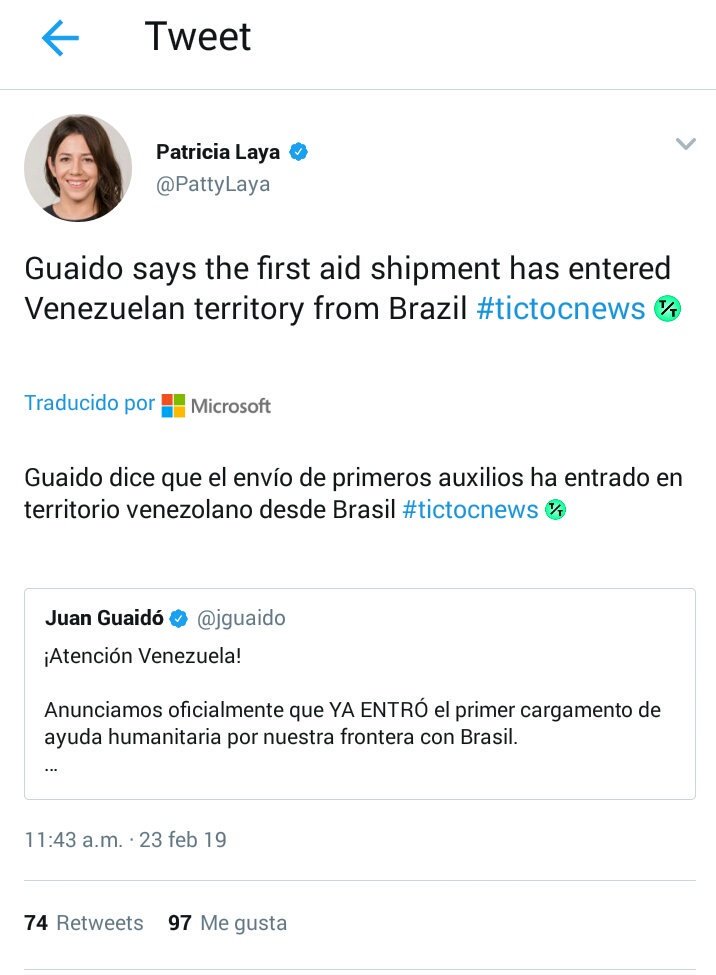 Tweet
Patricia Laya
@PattyLaya
Guaido says the first aid shipment has entered
Venezuelan territory from Brazil #tictocnews
Traducido por Microsoft
Guaido dice que el envío de primeros auxilios ha entrado en
territorio venezolano desde Brasil #tictocnews
Juan Guaidó @jguaido
¡Atención Venezuela!
Anunciamos oficialmente que YA ENTRÓ el primer cargamento de
ayuda humanitaria por nuestra frontera con Brasil.
...
11:43 a.m. · 23 feb 19
74 Retweets 97 Me gusta